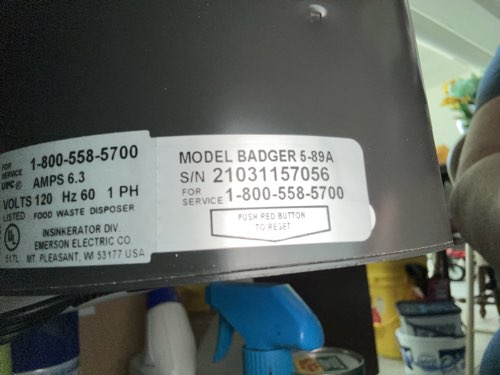 FOR
SERVICE 1-800-558-5700
UPC® AMPS 6.3
VOLTS 120 Hz 60 1 PH
LISTED FOOD WASTE DISPOSER
UL
INSINKERATOR DIV.
EMERSON ELECTRIC CO
517L MT. PLEASANT, WI 53177 USA
MODEL BADGER 5-89A
S/N 21031157056
FOR
SERVICE 1-800-558-5700
PUSH RED BUTTON
TO RESET